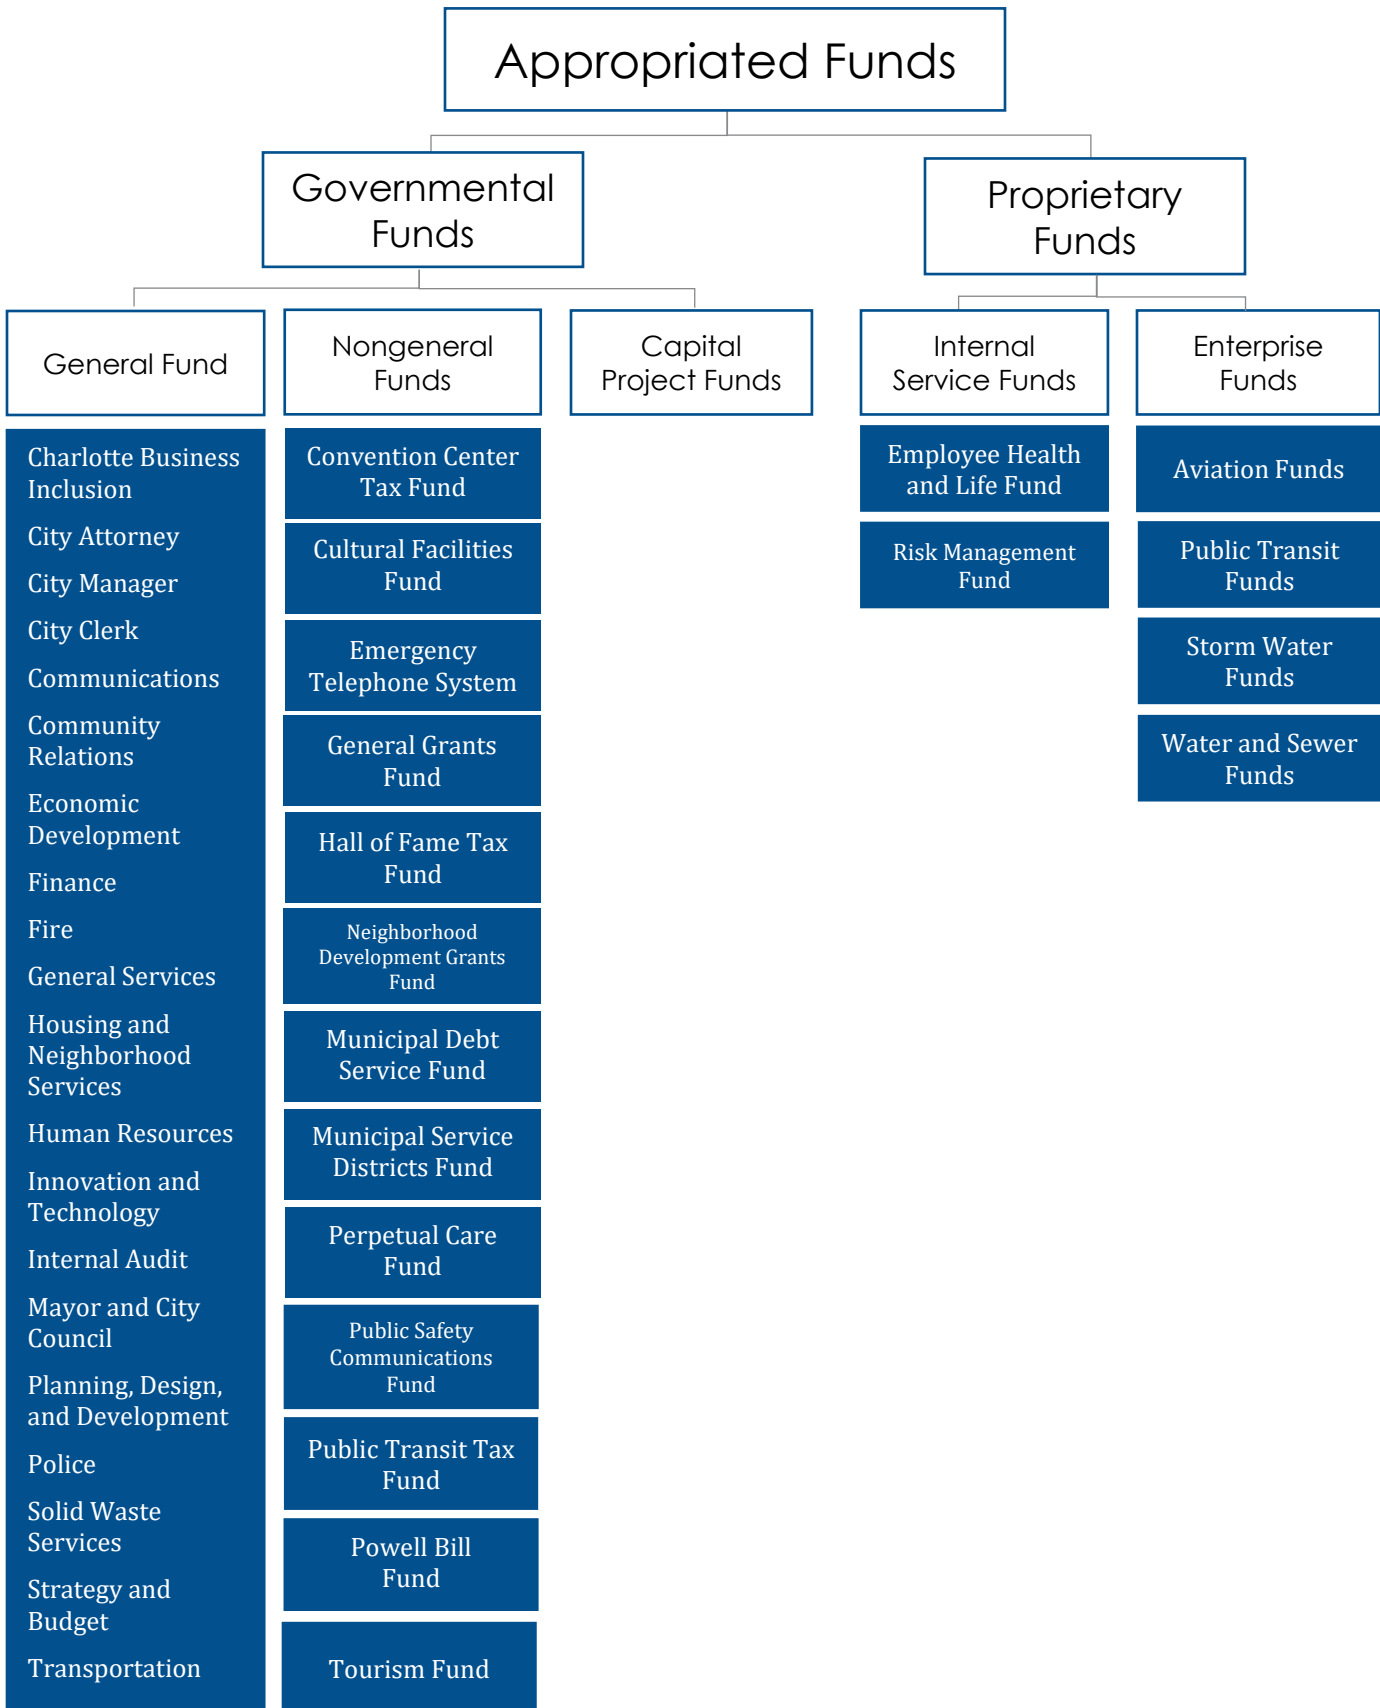 Appropriated Funds
Governmental
Funds
Proprietary
Funds
General Fund
Nongeneral
Funds
Capital
Project Funds
Internal
Service Funds
Enterprise
Funds
Charlotte Business
Inclusion
City Attorney
City Manager
City Clerk
Communications
Community
Relations
Economic
Development
Finance
Fire
General Services
Housing and
Neighborhood
Services
Human Resources
Innovation and
Technology
Internal Audit
Mayor and City
Council
Planning, Design,
and Development
Police
Solid Waste
Services
Strategy and
Budget
Transportation
Convention Center
Tax Fund
Cultural Facilities
Fund
Emergency
Telephone System
General Grants
Fund
Hall of Fame Tax
Fund
Neighborhood
Development Grants
Fund
Municipal Debt
Service Fund
Municipal Service
Districts Fund
Perpetual Care
Fund
Public Safety
Communications
Fund
Public Transit Tax
Fund
Powell Bill
Fund
Tourism Fund
Employee Health
and Life Fund
Risk Management
Fund
Aviation Funds
Public Transit
Funds
Storm Water
Funds
Water and Sewer
Funds